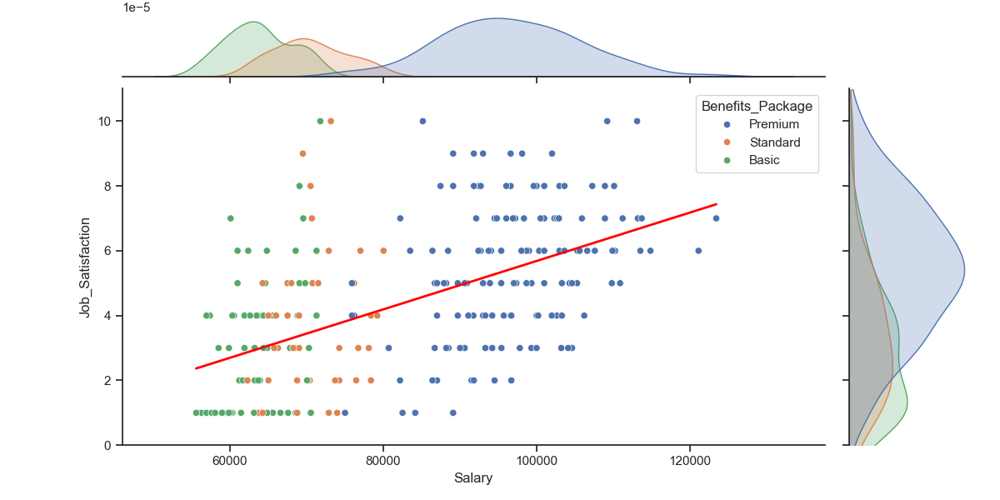 1e−5
Benefits_Package
Premium
Standard
Basic
10
8
6
4
2
0
Job_Satisfaction
60000
80000
100000
120000
Salary